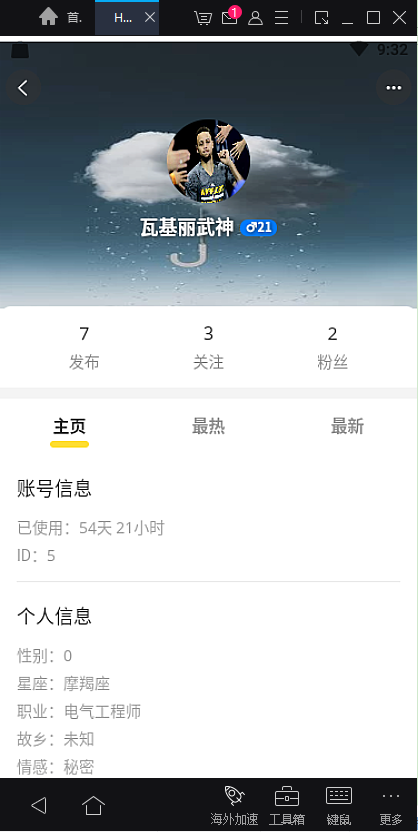 首.
H...
1
9:32
瓦基丽武神 ♂21
7 3 2
发布 关注 粉丝
主页 最热 最新
账号信息
已使用：54天 21小时
ID：5
个人信息
性别：0
星座：摩羯座
职业：电气工程师
故乡：未知
情感：秘密
海外加速 工具箱 键鼠 更多